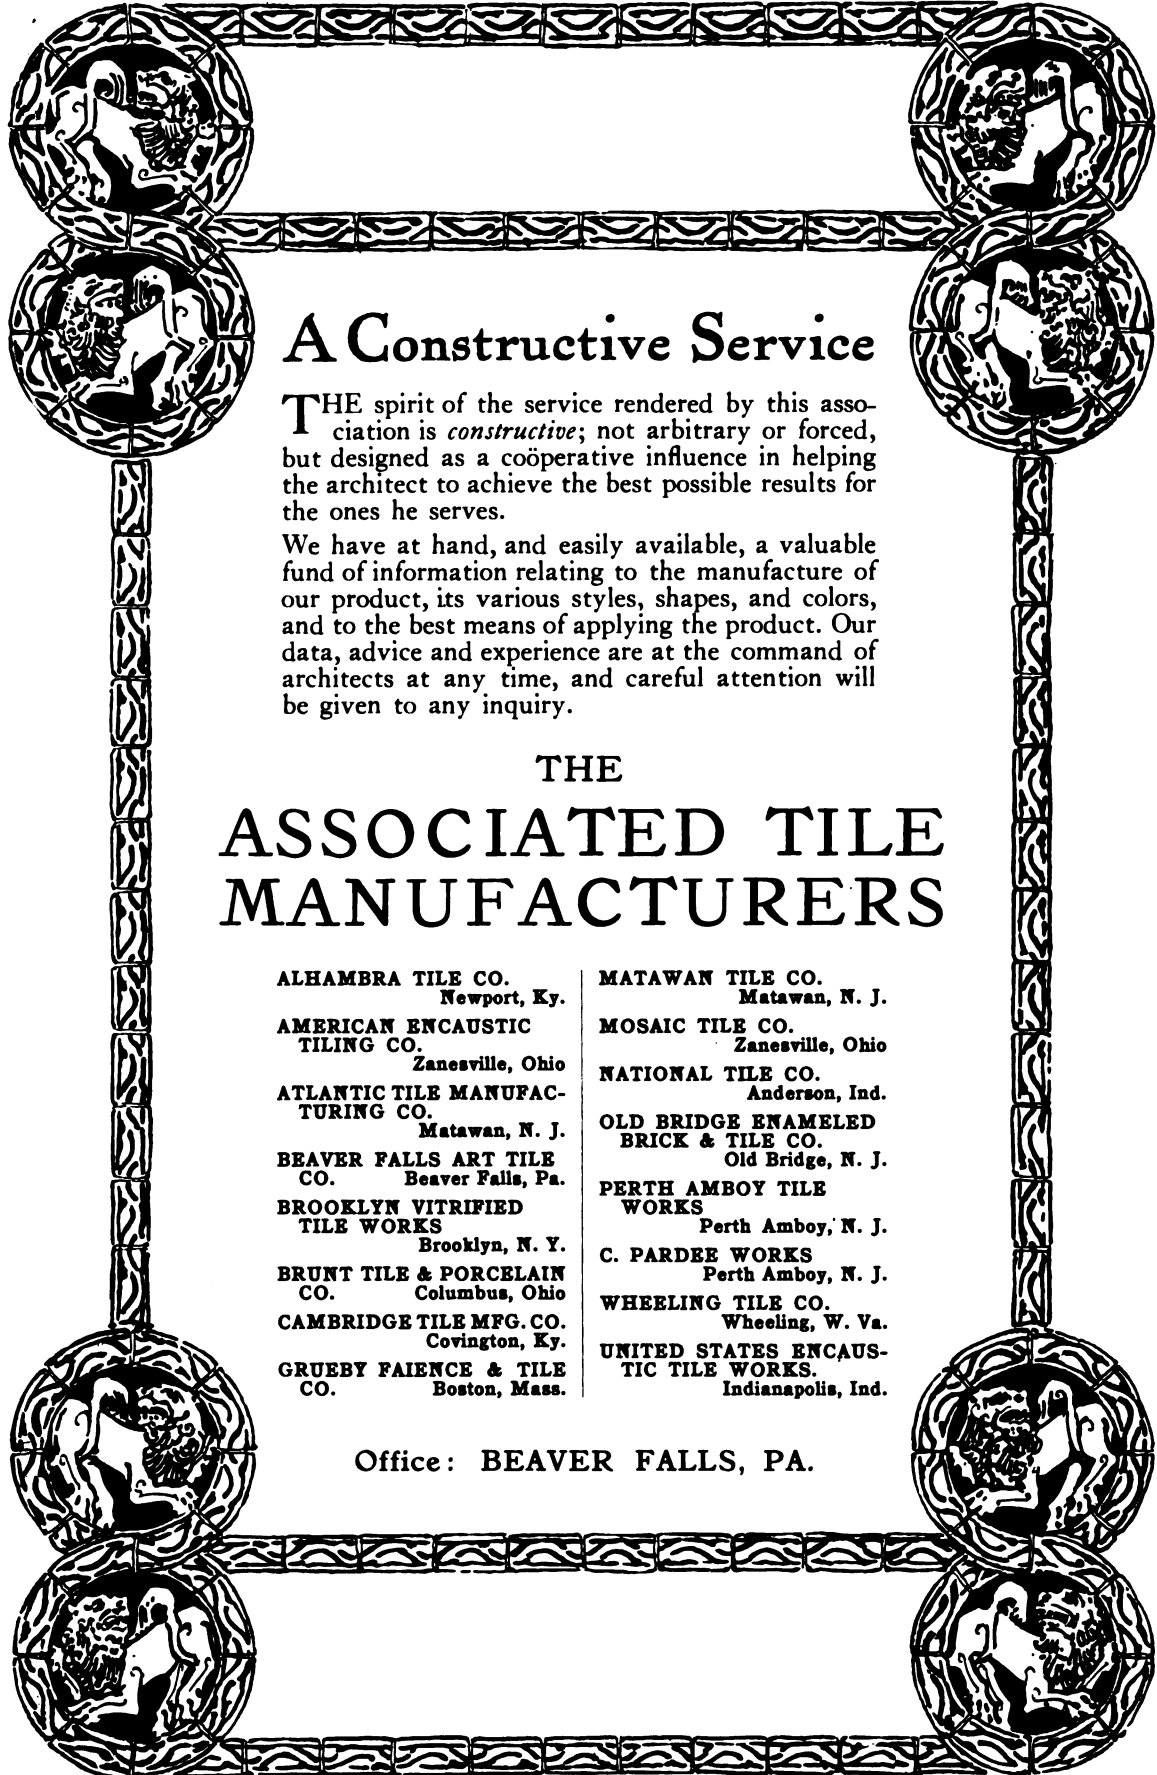 A Constructive Service
THE spirit of the service rendered by this asso-
ciation is constructive; not arbitrary or forced,
but designed as a coöperative influence in helping
the architect to achieve the best possible results for
the ones he serves.
We have at hand, and easily available, a valuable
fund of information relating to the manufacture of
our product, its various styles, shapes, and colors,
and to the best means of applying the product. Our
data, advice and experience are at the command of
architects at any time, and careful attention will
be given to any inquiry.
THE
ASSOCIATED TILE
MANUFACTURERS
ALHAMBRA TILE CO.
Newport, Ky.
AMERICAN ENCAUSTIC
TILING CO.
Zanesville, Ohio
ATLANTIC TILE MANUFAC-
TURING CO.
Matawan, N. J.
BEAVER FALLS ART TILE
CO. Beaver Falls, Pa.
BROOKLYN VITRIFIED
TILE WORKS
Brooklyn, N. Y.
BRUNT TILE & PORCELAIN
CO. Columbus, Ohio
CAMBRIDGE TILE MFG. CO.
Covington, Ky.
GRUEBY FAIENCE & TILE
CO. Boston, Mass.
MATAWAN TILE CO.
Matawan, N. J.
MOSAIC TILE CO.
Zanesville, Ohio
NATIONAL TILE CO.
Anderson, Ind.
OLD BRIDGE ENAMELED
BRICK & TILE CO.
Old Bridge, N. J.
PERTH AMBOY TILE
WORKS
Perth Amboy, N. J.
C. PARDEE WORKS
Perth Amboy, N. J.
WHEELING TILE CO.
Wheeling, W. Va.
UNITED STATES ENCAUS-
TIC TILE WORKS.
Indianapolis, Ind.
Office: BEAVER FALLS, PA.